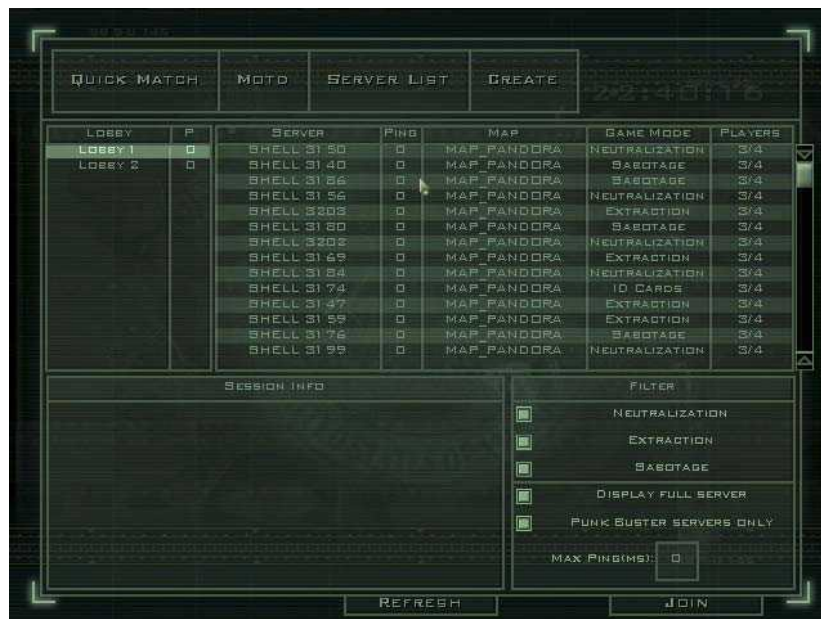 Quick Match Motd Server List Create
22:40:16
Lobby P Server Ping Map Game Mode Players
Lobby 1 0 SHELL 3150 0 MAP_PANDORA Neutralization 3/4
Lobby 2 0 SHELL 3140 0 MAP_PANDORA Sabotage 3/4
SHELL 3186 0 MAP_PANDORA Sabotage 3/4
SHELL 3156 0 MAP_PANDORA Neutralization 3/4
SHELL 3203 0 MAP_PANDORA Extraction 3/4
SHELL 3180 0 MAP_PANDORA Sabotage 3/4
SHELL 3202 0 MAP_PANDORA Neutralization 3/4
SHELL 3169 0 MAP_PANDORA Extraction 3/4
SHELL 3184 0 MAP_PANDORA Neutralization 3/4
SHELL 3174 0 MAP_PANDORA ID Cards 3/4
SHELL 3147 0 MAP_PANDORA Extraction 3/4
SHELL 3159 0 MAP_PANDORA Extraction 3/4
SHELL 3176 0 MAP_PANDORA Sabotage 3/4
SHELL 3199 0 MAP_PANDORA Neutralization 3/4
Session Info Filter
Neutralization
Extraction
Sabotage
Display full server
Punk Buster servers only
Max Ping(ms): 0
Refresh Join